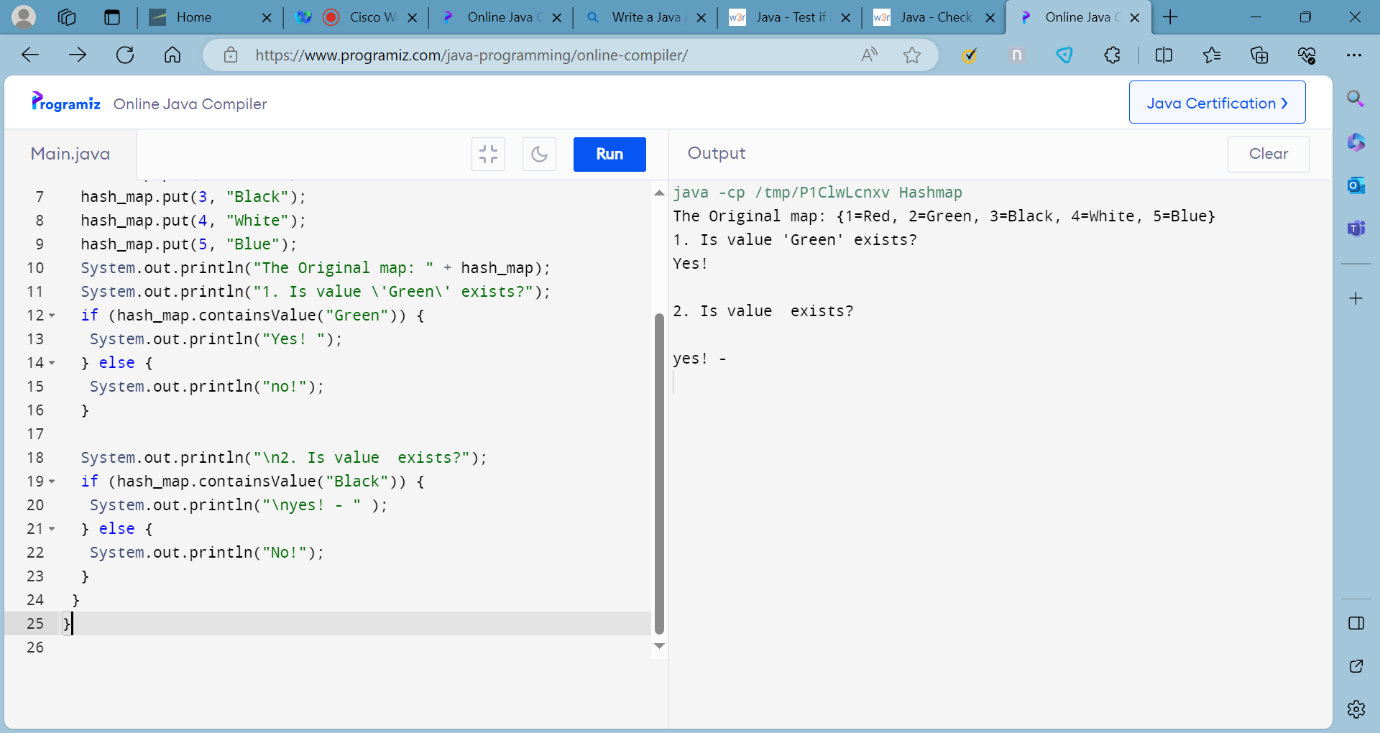 Home
Cisco W
Online Java C
Write a Java
w3r Java - Test if
w3r Java - Check
Online Java C
https://www.programiz.com/java-programming/online-compiler/
Programiz Online Java Compiler
Java Certification >
Main.java
Run
Output
Clear
7 hash_map.put(3, "Black");
8 hash_map.put(4, "White");
9 hash_map.put(5, "Blue");
10 System.out.println("The Original map: " + hash_map);
11 System.out.println("1. Is value \'Green\' exists?");
12 if (hash_map.containsValue("Green")) {
13 System.out.println("Yes! ");
14 } else {
15 System.out.println("no!");
16 }
17
18 System.out.println("\n2. Is value  exists?");
19 if (hash_map.containsValue("Black")) {
20 System.out.println("\nyes! - " );
21 } else {
22 System.out.println("No!");
23 }
24 }
25 }
26
java -cp /tmp/P1ClwLcnxv Hashmap
The Original map: {1=Red, 2=Green, 3=Black, 4=White, 5=Blue}
1. Is value 'Green' exists?
Yes!
2. Is value  exists?
yes! -